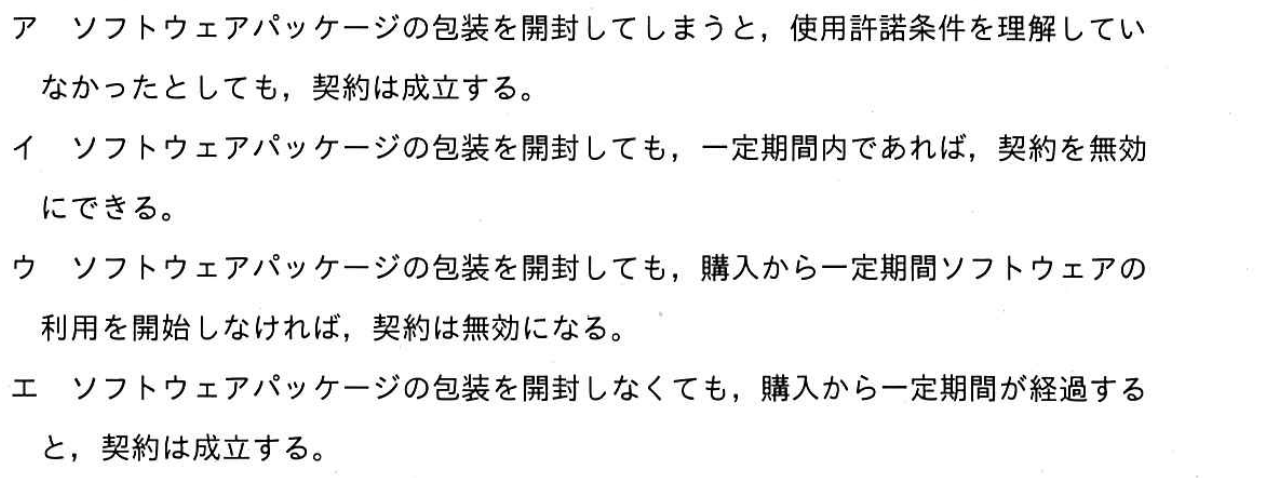 ア　ソフトウェアパッケージの包装を開封してしまうと，使用許諾条件を理解してい
なかったとしても，契約は成立する。
イ　ソフトウェアパッケージの包装を開封しても，一定期間内であれば，契約を無効
にできる。
ウ　ソフトウェアパッケージの包装を開封しても，購入から一定期間ソフトウェアの
利用を開始しなければ，契約は無効になる。
エ　ソフトウェアパッケージの包装を開封しなくても，購入から一定期間が経過する
と，契約は成立する。